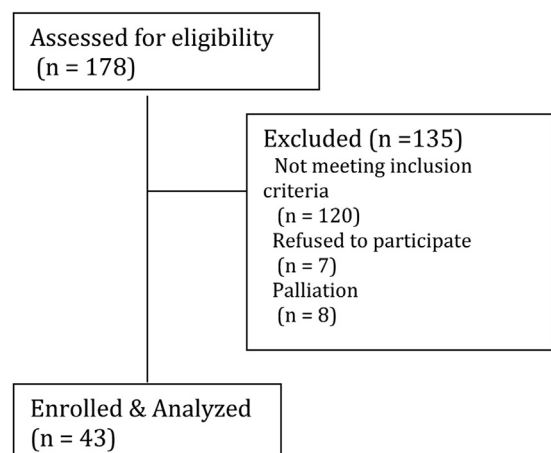 Assessed for eligibility
(n = 178)
Excluded (n =135)
Not meeting inclusion
criteria
(n = 120)
Refused to participate
(n = 7)
Palliation
(n = 8)
Enrolled & Analyzed
(n = 43)